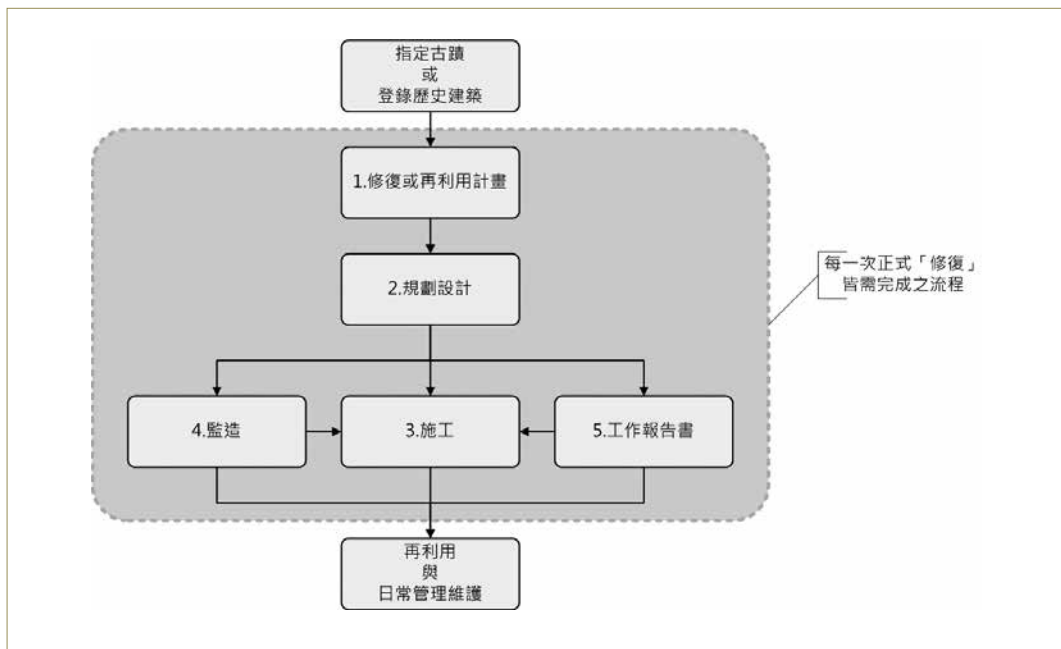 指定古蹟
或
登錄歷史建築
1.修復或再利用計畫
2.規劃設計
每一次正式「修復」
皆需完成之流程
4.監造
3.施工
5.工作報告書
再利用
與
日常管理維護